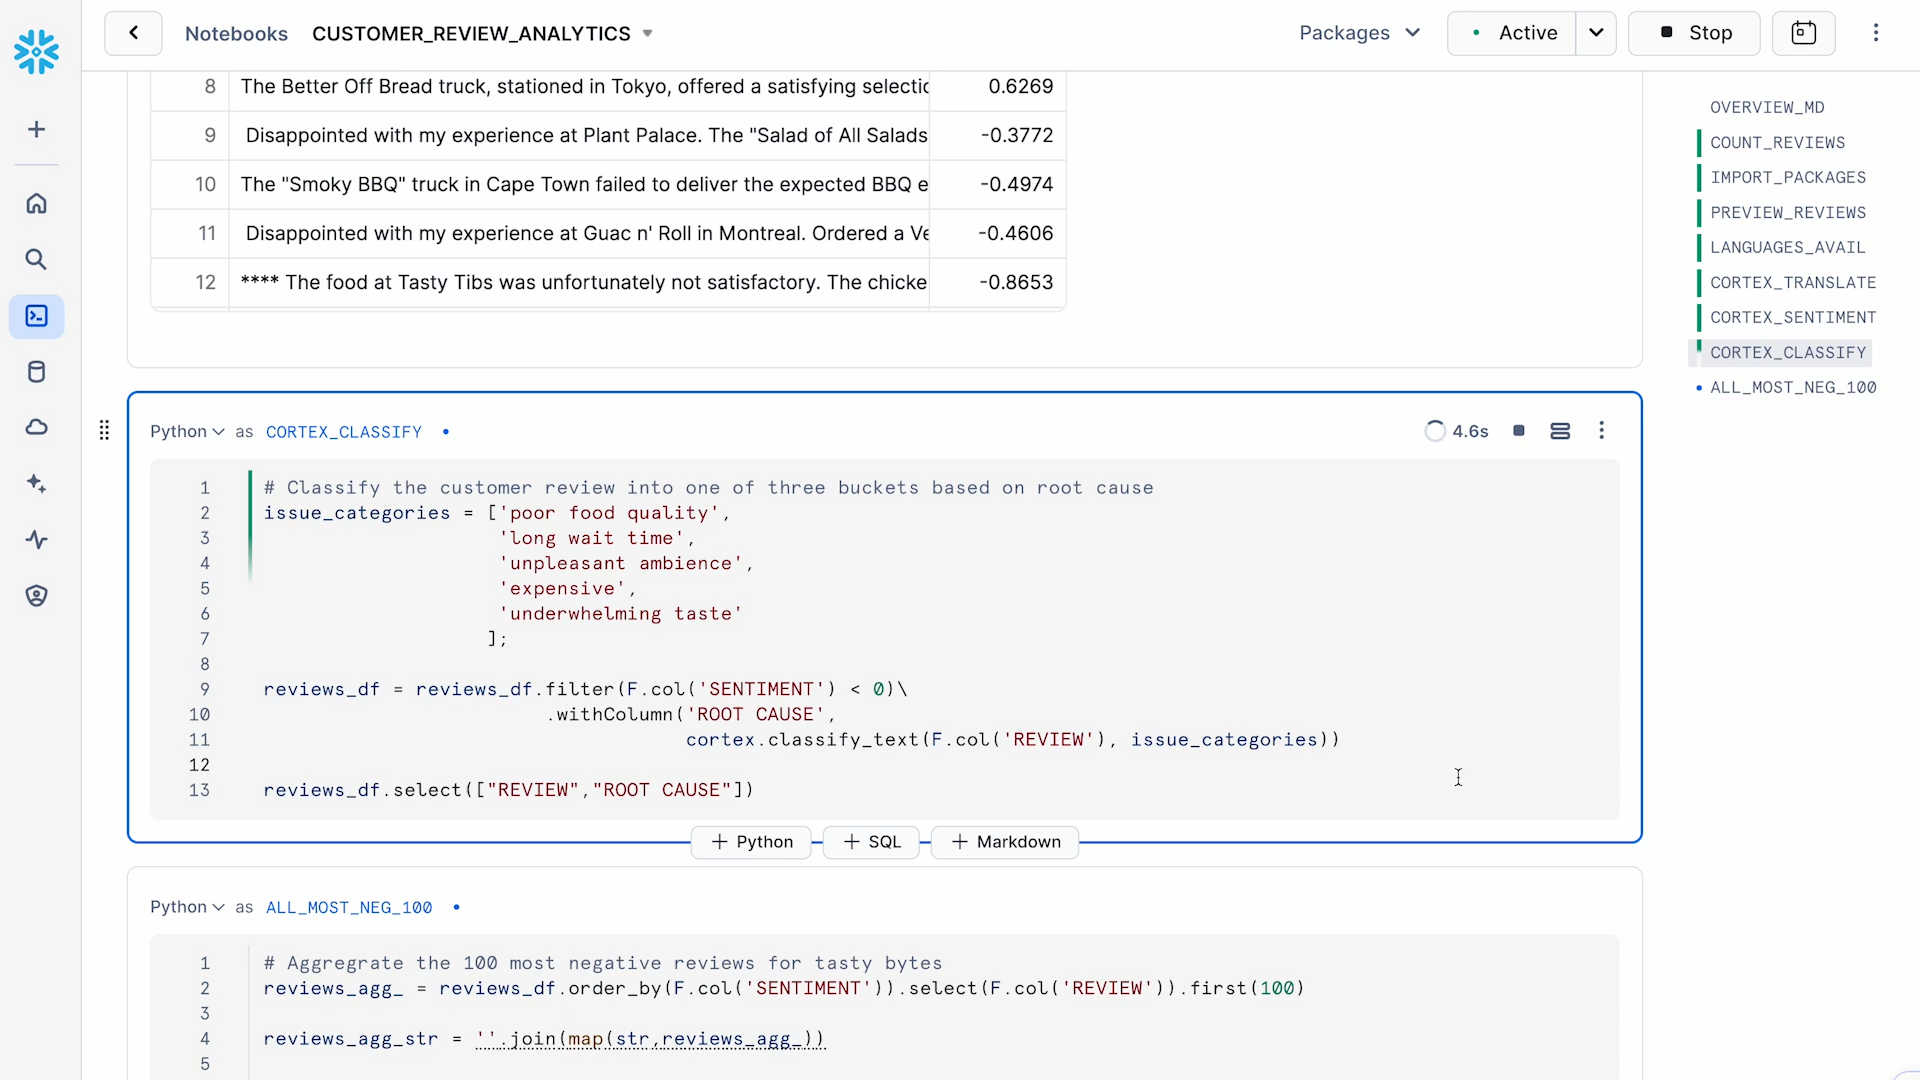 Notebooks CUSTOMER_REVIEW_ANALYTICS
Packages
Active
Stop
8 The Better Off Bread truck, stationed in Tokyo, offered a satisfying selectic 0.6269
9 Disappointed with my experience at Plant Palace. The "Salad of All Salads -0.3772
10 The "Smoky BBQ" truck in Cape Town failed to deliver the expected BBQ e -0.4974
11 Disappointed with my experience at Guac n' Roll in Montreal. Ordered a Ve -0.4606
12 **** The food at Tasty Tibs was unfortunately not satisfactory. The chicke -0.8653
Python as CORTEX_CLASSIFY
4.6s
1 # Classify the customer review into one of three buckets based on root cause
2 issue_categories = ['poor food quality',
3 'long wait time',
4 'unpleasant ambience',
5 'expensive',
6 'underwhelming taste'
7 ];
8
9 reviews_df = reviews_df.filter(F.col('SENTIMENT') < 0)\
10 .withColumn('ROOT CAUSE',
11 cortex.classify_text(F.col('REVIEW'), issue_categories))
12
13 reviews_df.select(["REVIEW","ROOT CAUSE"])
+ Python
+ SQL
+ Markdown
Python as ALL_MOST_NEG_100
1 # Aggregrate the 100 most negative reviews for tasty bytes
2 reviews_agg_ = reviews_df.order_by(F.col('SENTIMENT')).select(F.col('REVIEW')).first(100)
3
4 reviews_agg_str = ''.join(map(str,reviews_agg_))
5
OVERVIEW_MD
COUNT_REVIEWS
IMPORT_PACKAGES
PREVIEW_REVIEWS
LANGUAGES_AVAIL
CORTEX_TRANSLATE
CORTEX_SENTIMENT
CORTEX_CLASSIFY
ALL_MOST_NEG_100